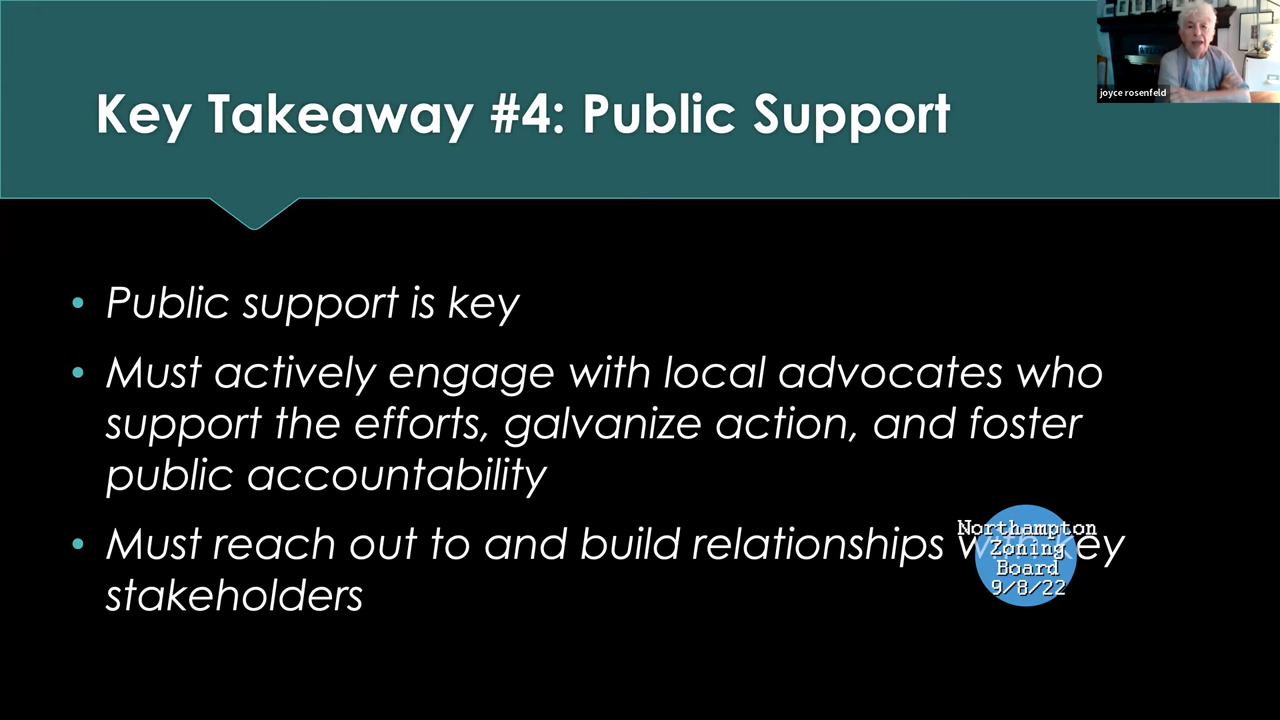 joyce rosenfeld
Key Takeaway #4: Public Support
• Public support is key
• Must actively engage with local advocates who
support the efforts, galvanize action, and foster
public accountability
• Must reach out to and build relationships with key
stakeholders
Northampton
Zoning
Board
9/8/22